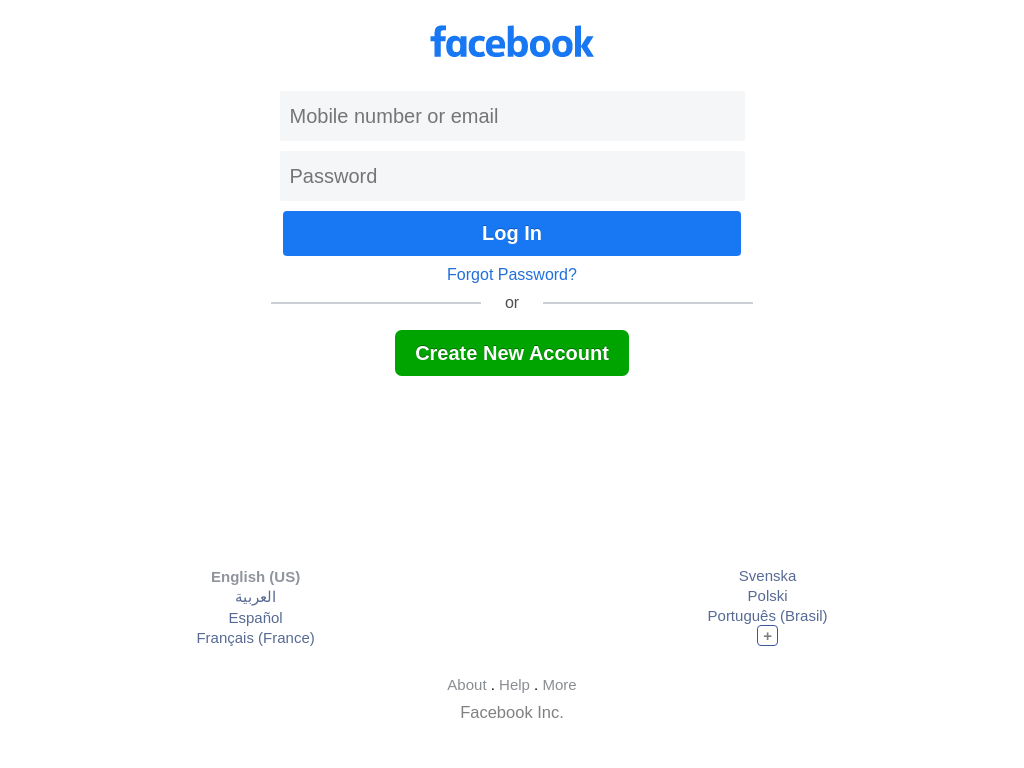 facebook
Mobile number or email
Password
Log In
Forgot Password?
or
Create New Account
English (US)
العربية
Español
Français (France)
Svenska
Polski
Português (Brasil)
+
About . Help . More
Facebook Inc.